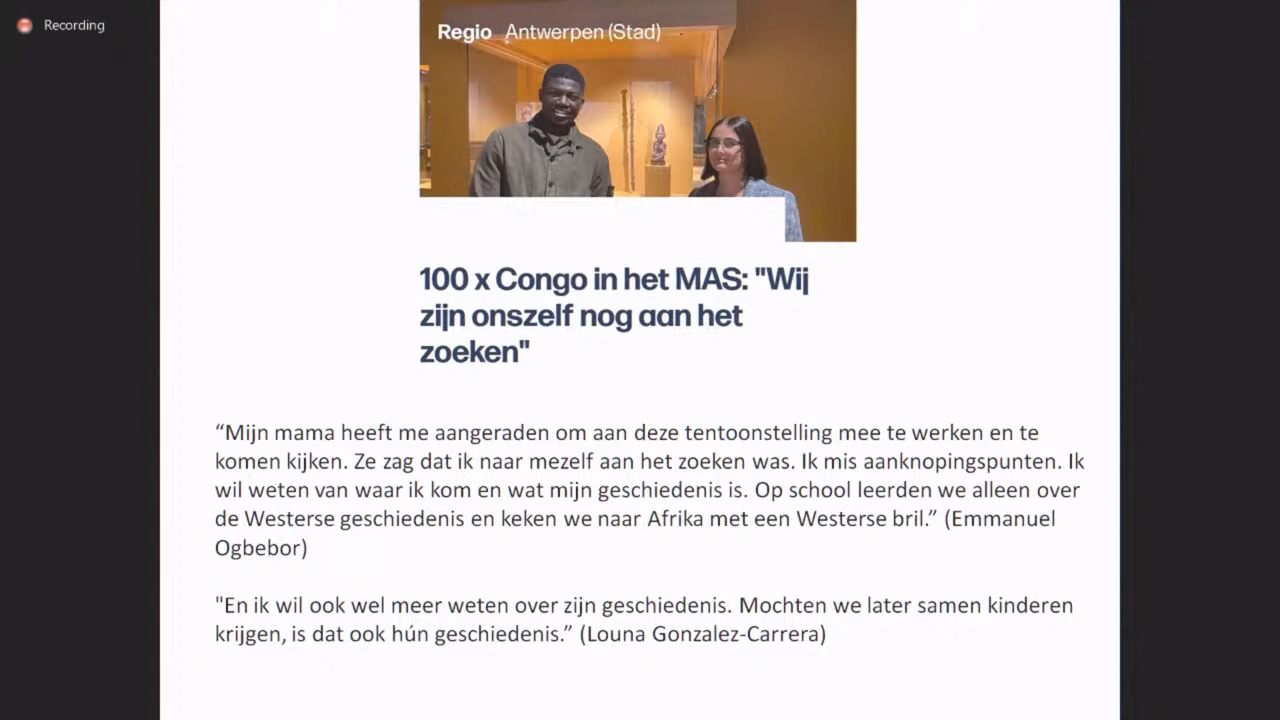 Recording
Regio Antwerpen (Stad)
100 x Congo in het MAS: "Wij
zijn onszelf nog aan het
zoeken"
“Mijn mama heeft me aangeraden om aan deze tentoonstelling mee te werken en te
komen kijken. Ze zag dat ik naar mezelf aan het zoeken was. Ik mis aanknopingspunten. Ik
wil weten van waar ik kom en wat mijn geschiedenis is. Op school leerden we alleen over
de Westerse geschiedenis en keken we naar Afrika met een Westerse bril.” (Emmanuel
Ogbebor)
"En ik wil ook wel meer weten over zijn geschiedenis. Mochten we later samen kinderen
krijgen, is dat ook hún geschiedenis.” (Louna Gonzalez-Carrera)